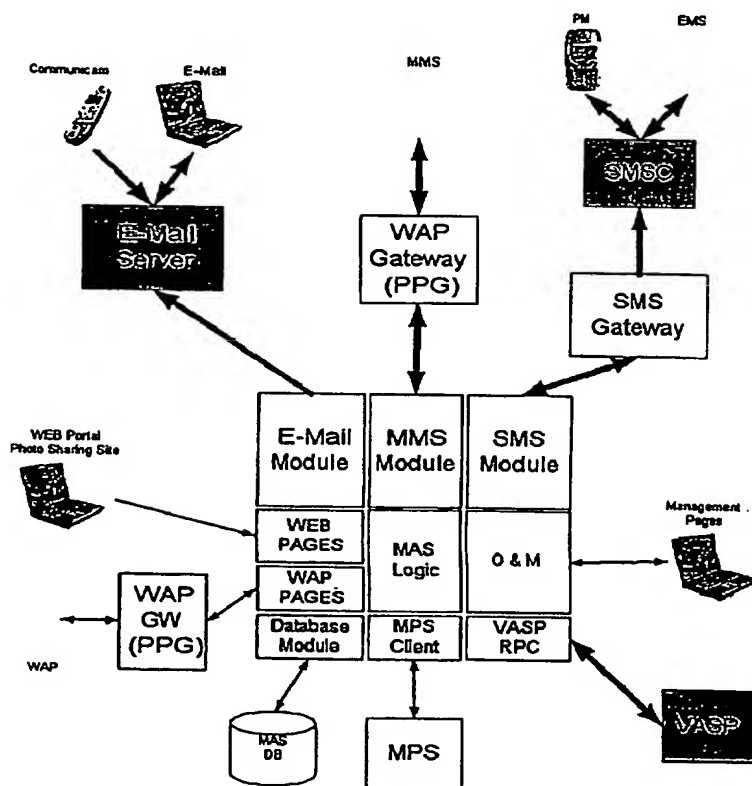 PM
EMS
MMS
Communicam
E-Mail
SMSC
E-Mail
Server
WAP
Gateway
(PPG)
SMS
Gateway
E-Mail
Module
MMS
Module
SMS
Module
WEB Portal
Photo Sharing Site
WEB
PAGES
MAS
Logic
O & M
Management
Pages
WAP
PAGES
WAP
GW
(PPG)
WAP
Database
Module
MPS
Client
VASP
RPC
MAS
DB
MPS
VASP